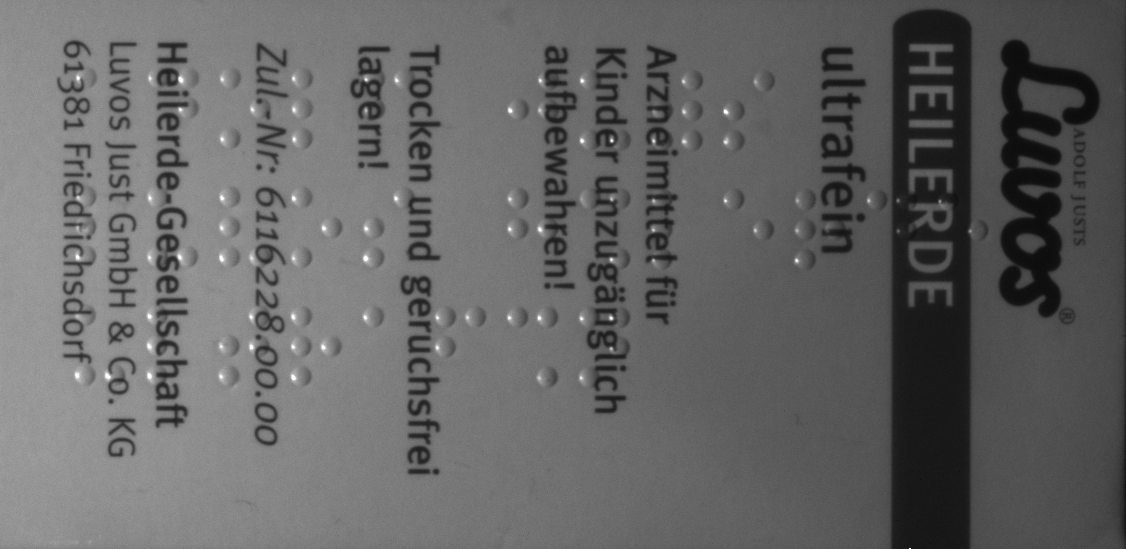 ADOLF JUSTS
Luvos®
HEILERDE
ultrafein
Arzneimittel für
Kinder unzugänglich
aufbewahren!
Trocken und geruchsfrei
lagern!
Zul.-Nr: 6116228.00.00
Heilerde-Gesellschaft
Luvos Just GmbH & Co. KG
61381 Friedrichsdorf